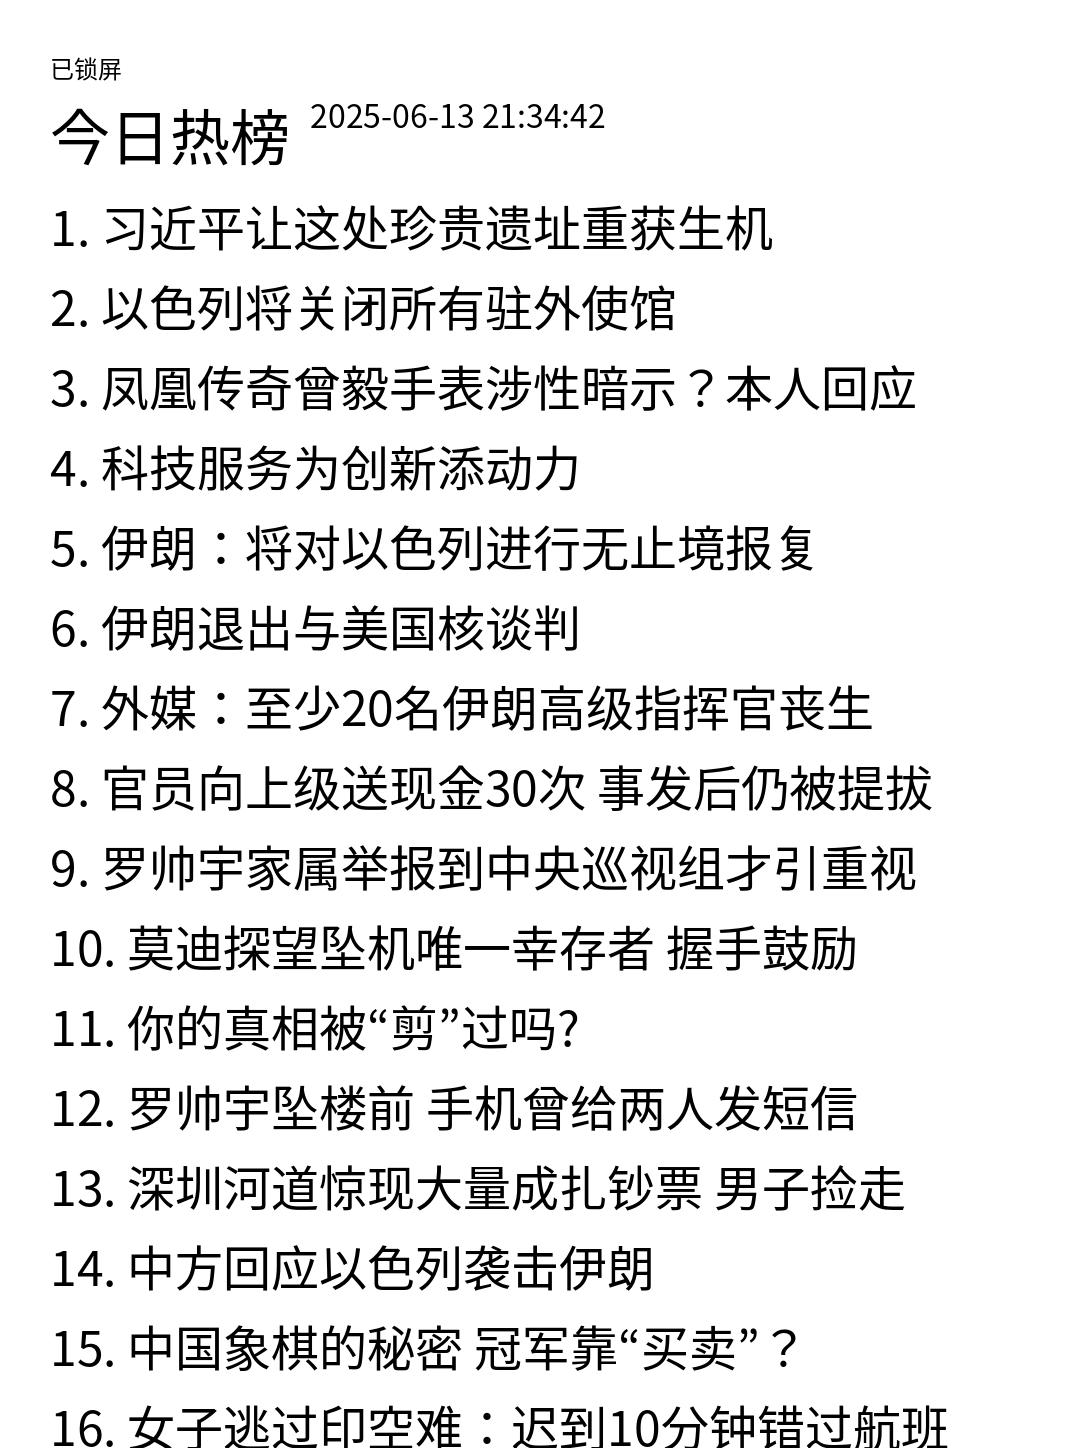 已锁屏
今日热榜 2025-06-13 21:34:42
1. 习近平让这处珍贵遗址重获生机
2. 以色列将关闭所有驻外使馆
3. 凤凰传奇曾毅手表涉性暗示？本人回应
4. 科技服务为创新添动力
5. 伊朗：将对以色列进行无止境报复
6. 伊朗退出与美国核谈判
7. 外媒：至少20名伊朗高级指挥官丧生
8. 官员向上级送现金30次 事发后仍被提拔
9. 罗帅宇家属举报到中央巡视组才引重视
10. 莫迪探望坠机唯一幸存者 握手鼓励
11. 你的真相被“剪”过吗?
12. 罗帅宇坠楼前 手机曾给两人发短信
13. 深圳河道惊现大量成扎钞票 男子捡走
14. 中方回应以色列袭击伊朗
15. 中国象棋的秘密 冠军靠“买卖”？
16. 女子逃过印空难：迟到10分钟错过航班